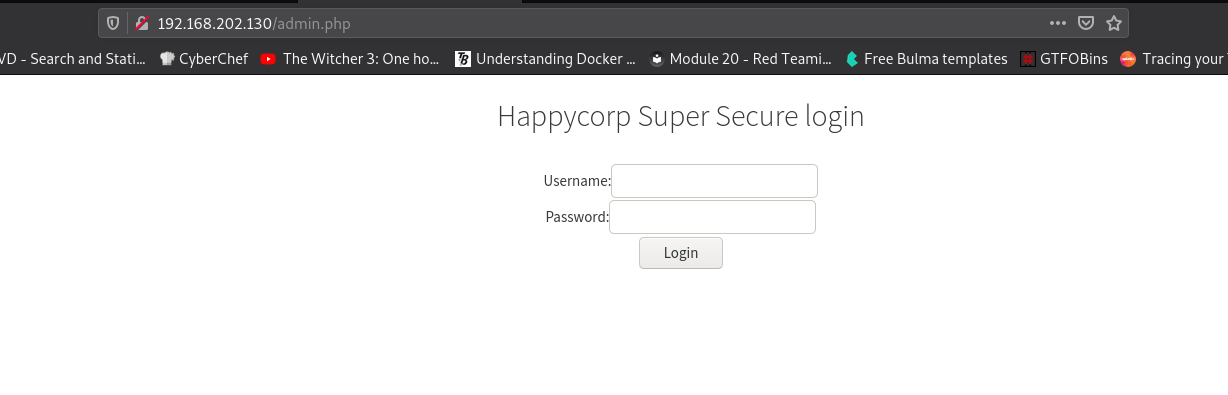 192.168.202.130/admin.php
VD - Search and Stati... CyberChef The Witcher 3: One ho... TB Understanding Docker ... Module 20 - Red Teami... Free Bulma templates GTFOBins Tracing your
Happycorp Super Secure login
Username:
Password:
Login